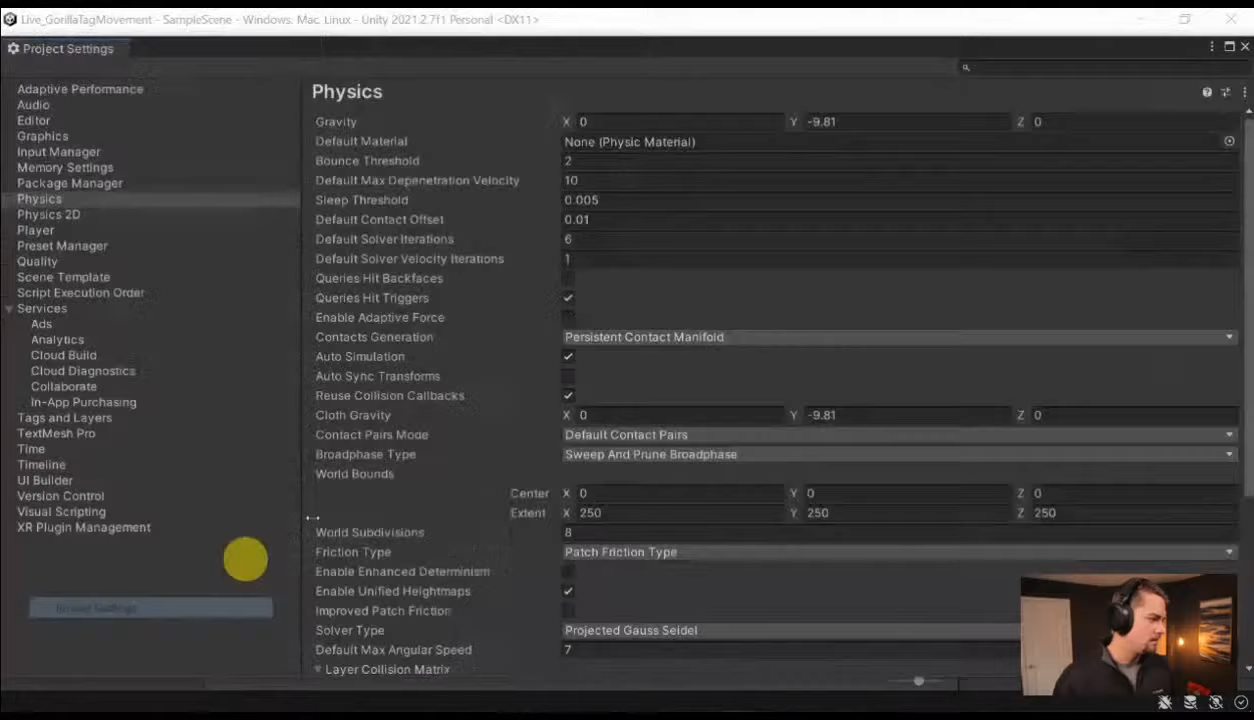 Live_GorillaTagMovement - SampleScene - Windows, Mac, Linux - Unity 2021.2.7f1 Personal <DX11>
Project Settings
Adaptive Performance
Audio
Editor
Graphics
Input Manager
Memory Settings
Package Manager
Physics
Physics 2D
Player
Preset Manager
Quality
Scene Template
Script Execution Order
Services
Ads
Analytics
Cloud Build
Cloud Diagnostics
Collaborate
In-App Purchasing
Tags and Layers
TextMesh Pro
Time
Timeline
UI Builder
Version Control
Visual Scripting
XR Plugin Management
Physics
Gravity X 0 Y -9.81 Z 0
Default Material None (Physic Material)
Bounce Threshold 2
Default Max Depenetration Velocity 10
Sleep Threshold 0.005
Default Contact Offset 0.01
Default Solver Iterations 6
Default Solver Velocity Iterations 1
Queries Hit Backfaces
Queries Hit Triggers
Enable Adaptive Force
Contacts Generation Persistent Contact Manifold
Auto Simulation
Auto Sync Transforms
Reuse Collision Callbacks
Cloth Gravity X 0 Y -9.81 Z 0
Contact Pairs Mode Default Contact Pairs
Broadphase Type Sweep And Prune Broadphase
World Bounds
Center X 0 Y 0 Z 0
Extent X 250 Y 250 Z 250
World Subdivisions 8
Friction Type Patch Friction Type
Enable Enhanced Determinism
Enable Unified Heightmaps
Improved Patch Friction
Solver Type Projected Gauss Seidel
Default Max Angular Speed 7
Layer Collision Matrix